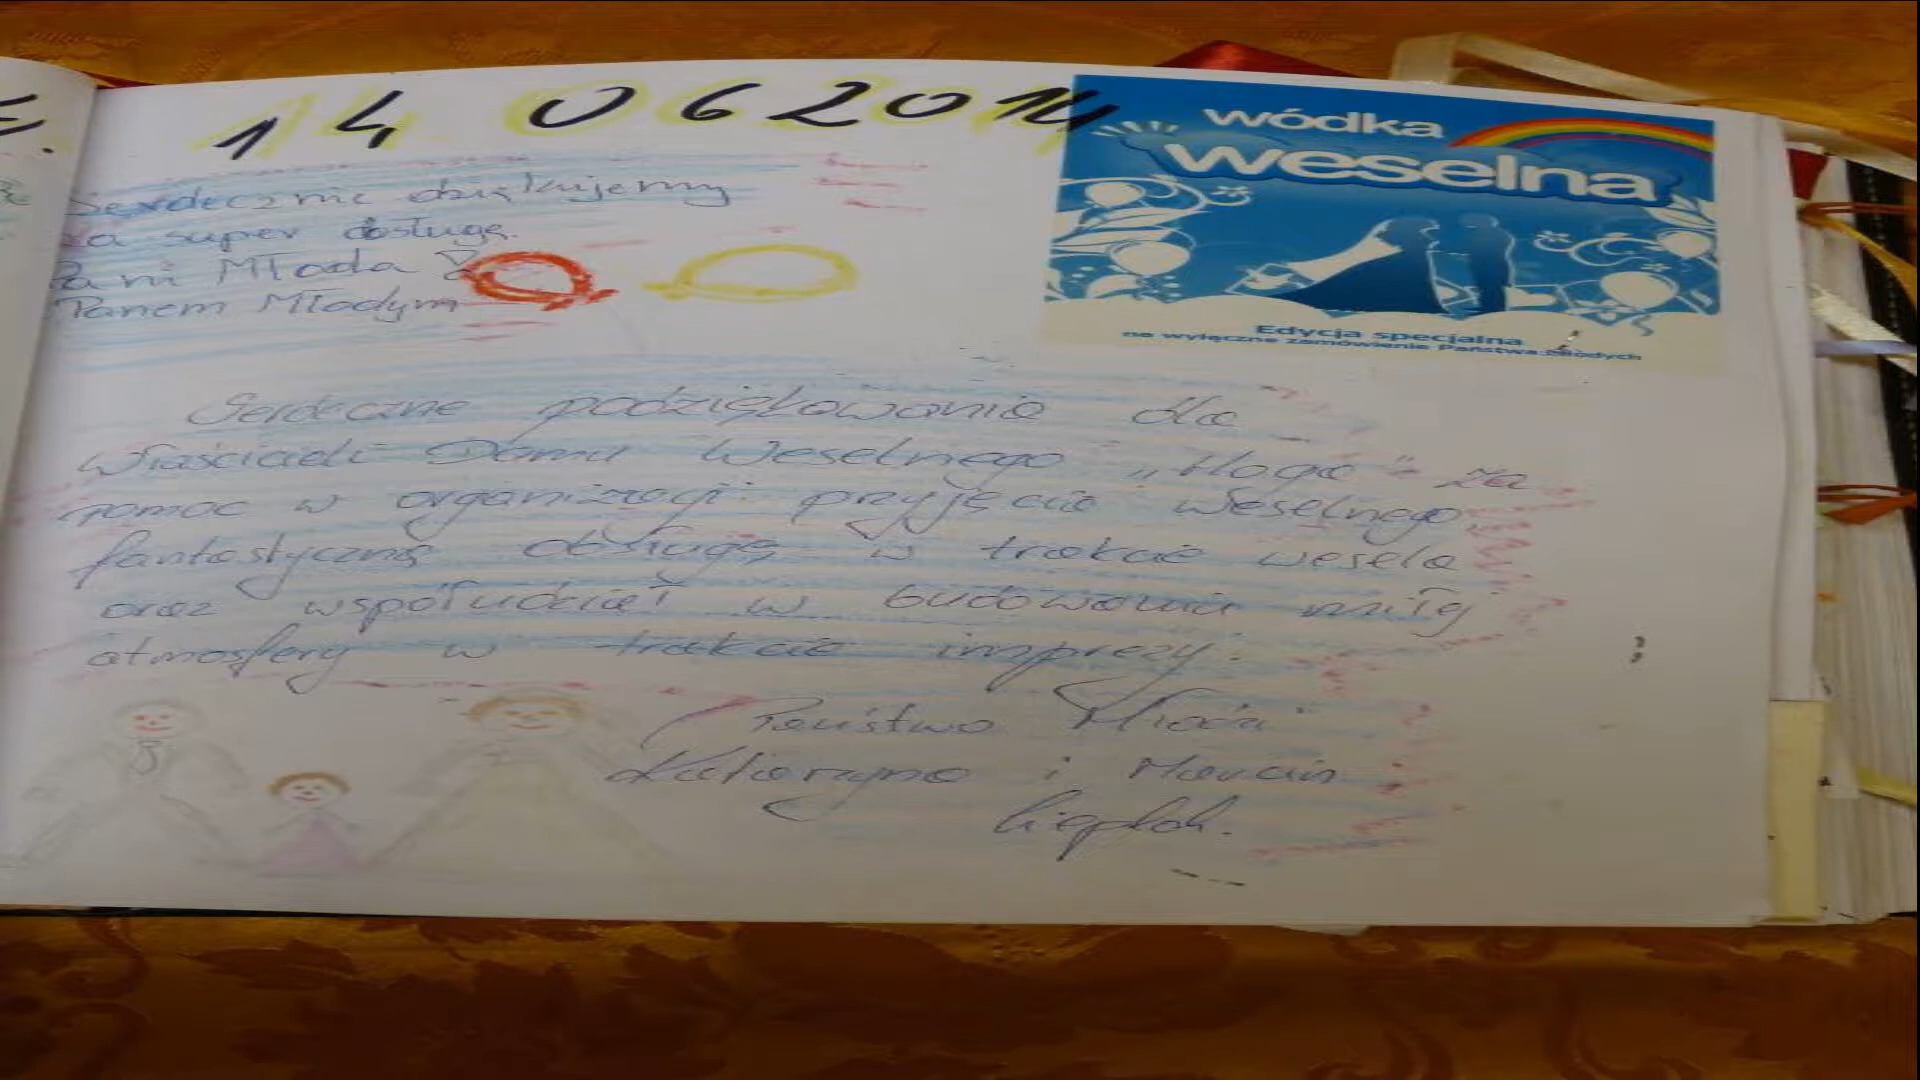 14 06 2014
wódka
weselna
Edycja specjalna
na wyłączne zamówienie Państwa Młodych
Serdecznie dziękujemy
za super obsługę.
Pani Młoda z
Panem Młodym
Serdeczne podziękowania dla
Właścicieli Domu Weselnego „Hoga" za
pomoc w organizacji przyjęcia weselnego
fantastyczną obsługę w trakcie wesela
oraz współudział w budowaniu miłej
atmosfery w trakcie imprezy.
"Państwo Młodzi"
Katarzyna i Marcin